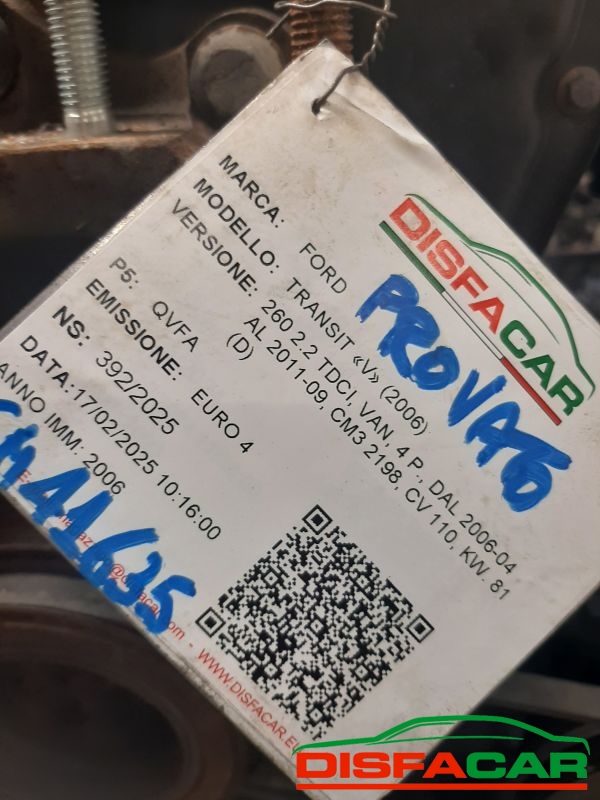 DISFACAR
MARCA: FORD
MODELLO: TRANSIT «V» (2006)
VERSIONE: 260 2.2 TDCI, VAN, 4 P., DAL 2006-04
AL 2011-09, CM3 2198, CV 110, KW. 81
(D)
PROVATO
P5: QVFA
EMISSIONE: EURO 4
NS: 392/2025
DATA:17/02/2025 10:16:00
ANNO IMM: 2006
411635
.com - WWW.DISFACAR.E
DISFACAR